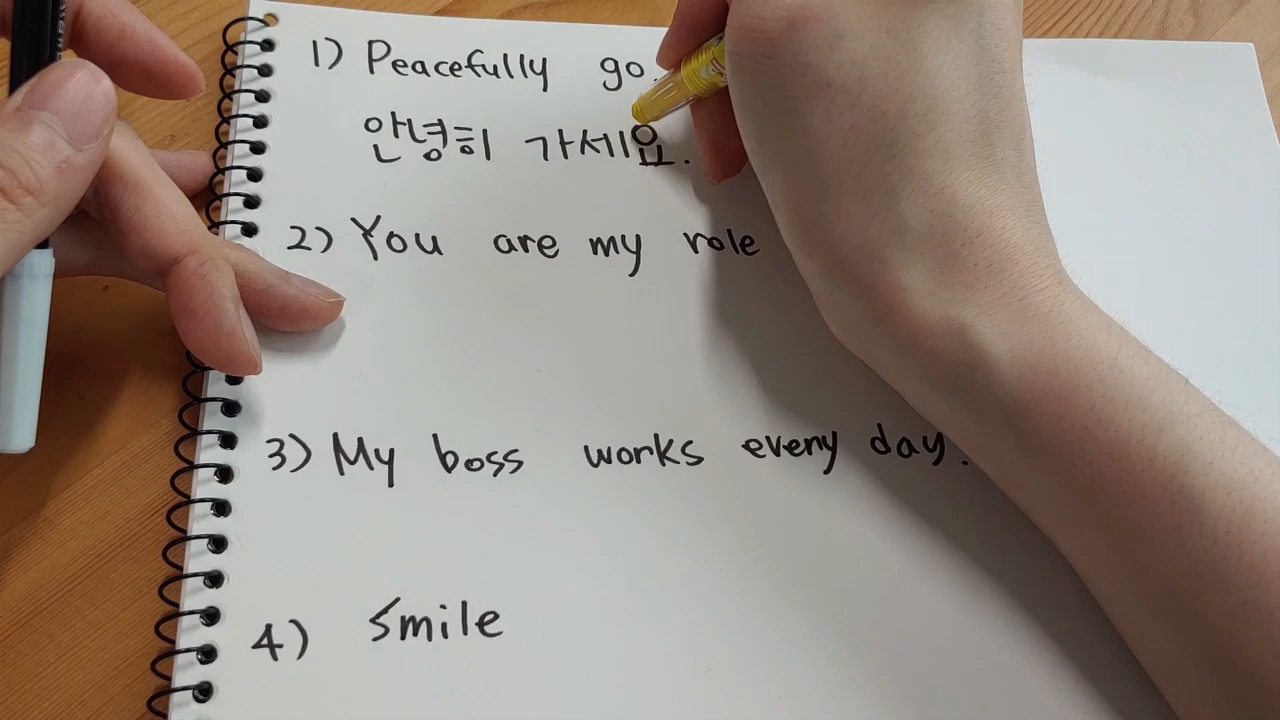 1) Peacefully go.
안녕히 가세요.
2) You are my role
3) My boss works every day.
4) smile